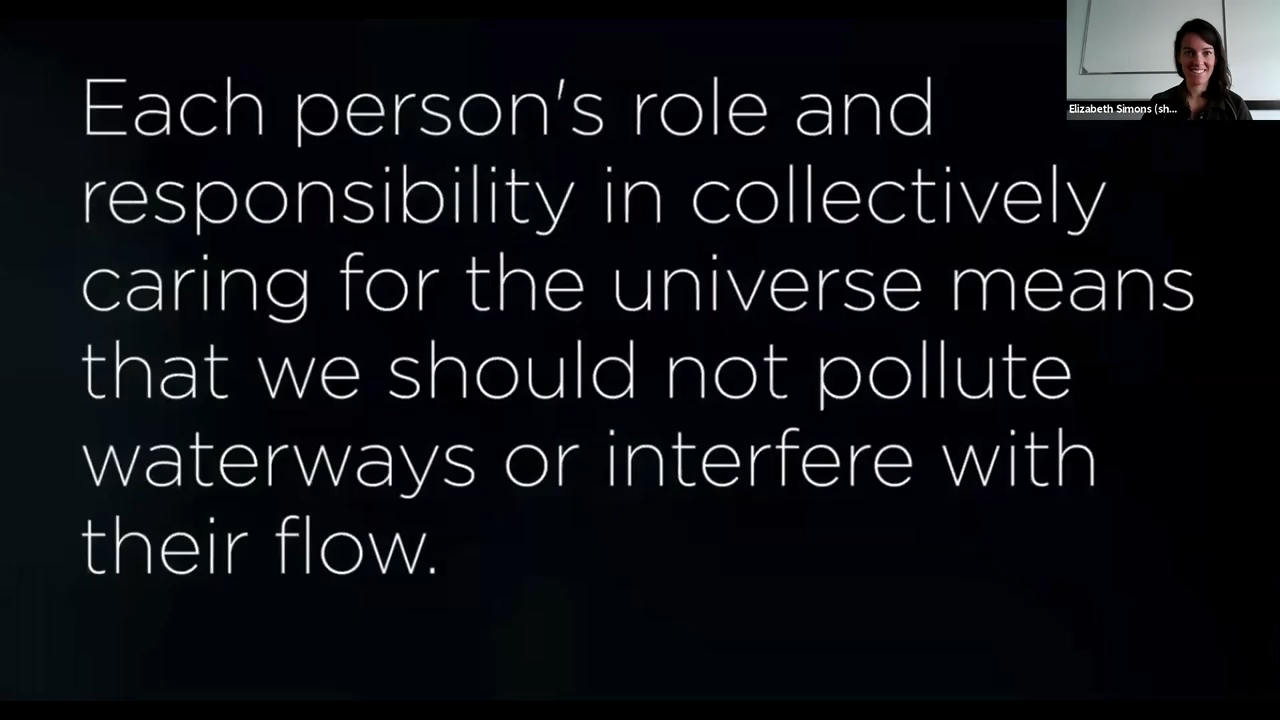 Each person's role and
responsibility in collectively
caring for the universe means
that we should not pollute
waterways or interfere with
their flow.
Elizabeth Simons (sh...